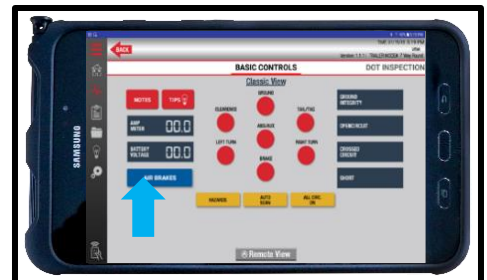 BACK
BASIC CONTROLS
DOT INSPECTION
Classic View
GROUND
NOTES
TIPS
CLEARENCE
TAIL/TAG
GROUND INTEGRITY
AMP METER
00.0
ABS/AUX
OPEN CIRCUIT
BATTERY VOLTAGE
00.0
LEFT TURN
RIGHT TURN
CROSSED CIRCUIT
BRAKE
AIR BRAKES
SHORT
HAZARDS
AUTO SCAN
ALL CIRC. ON
Remote View
SAMSUNG